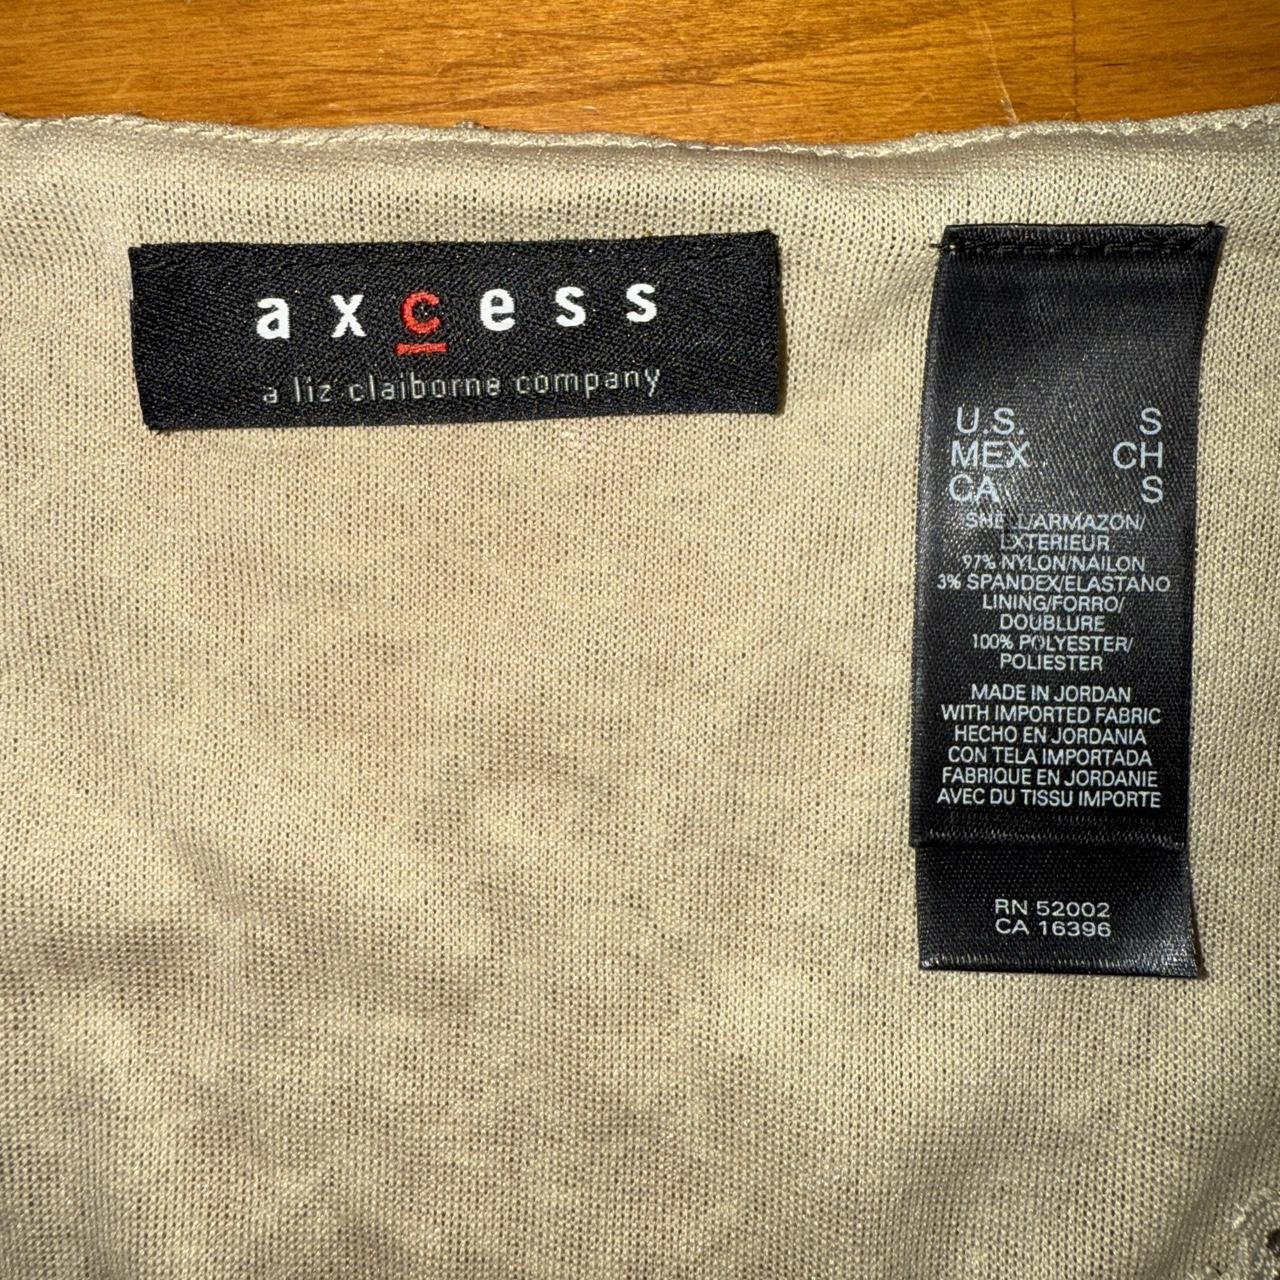 axcess
a liz claiborne company
U.S. S
MEX CH
CA S
SHELL/ARMAZON/
EXTERIEUR
97% NYLON/NAILON
3% SPANDEX/ELASTANO
LINING/FORRO/
DOUBLURE
100% POLYESTER/
POLIESTER
MADE IN JORDAN
WITH IMPORTED FABRIC
HECHO EN JORDANIA
CON TELA IMPORTADA
FABRIQUE EN JORDANIE
AVEC DU TISSU IMPORTE
RN 52002
CA 16396